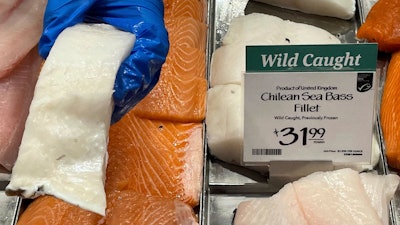 Wild Caught
Product of United Kingdom
Chilean Sea Bass
Fillet
Wild Caught, Previously Frozen
$31.99